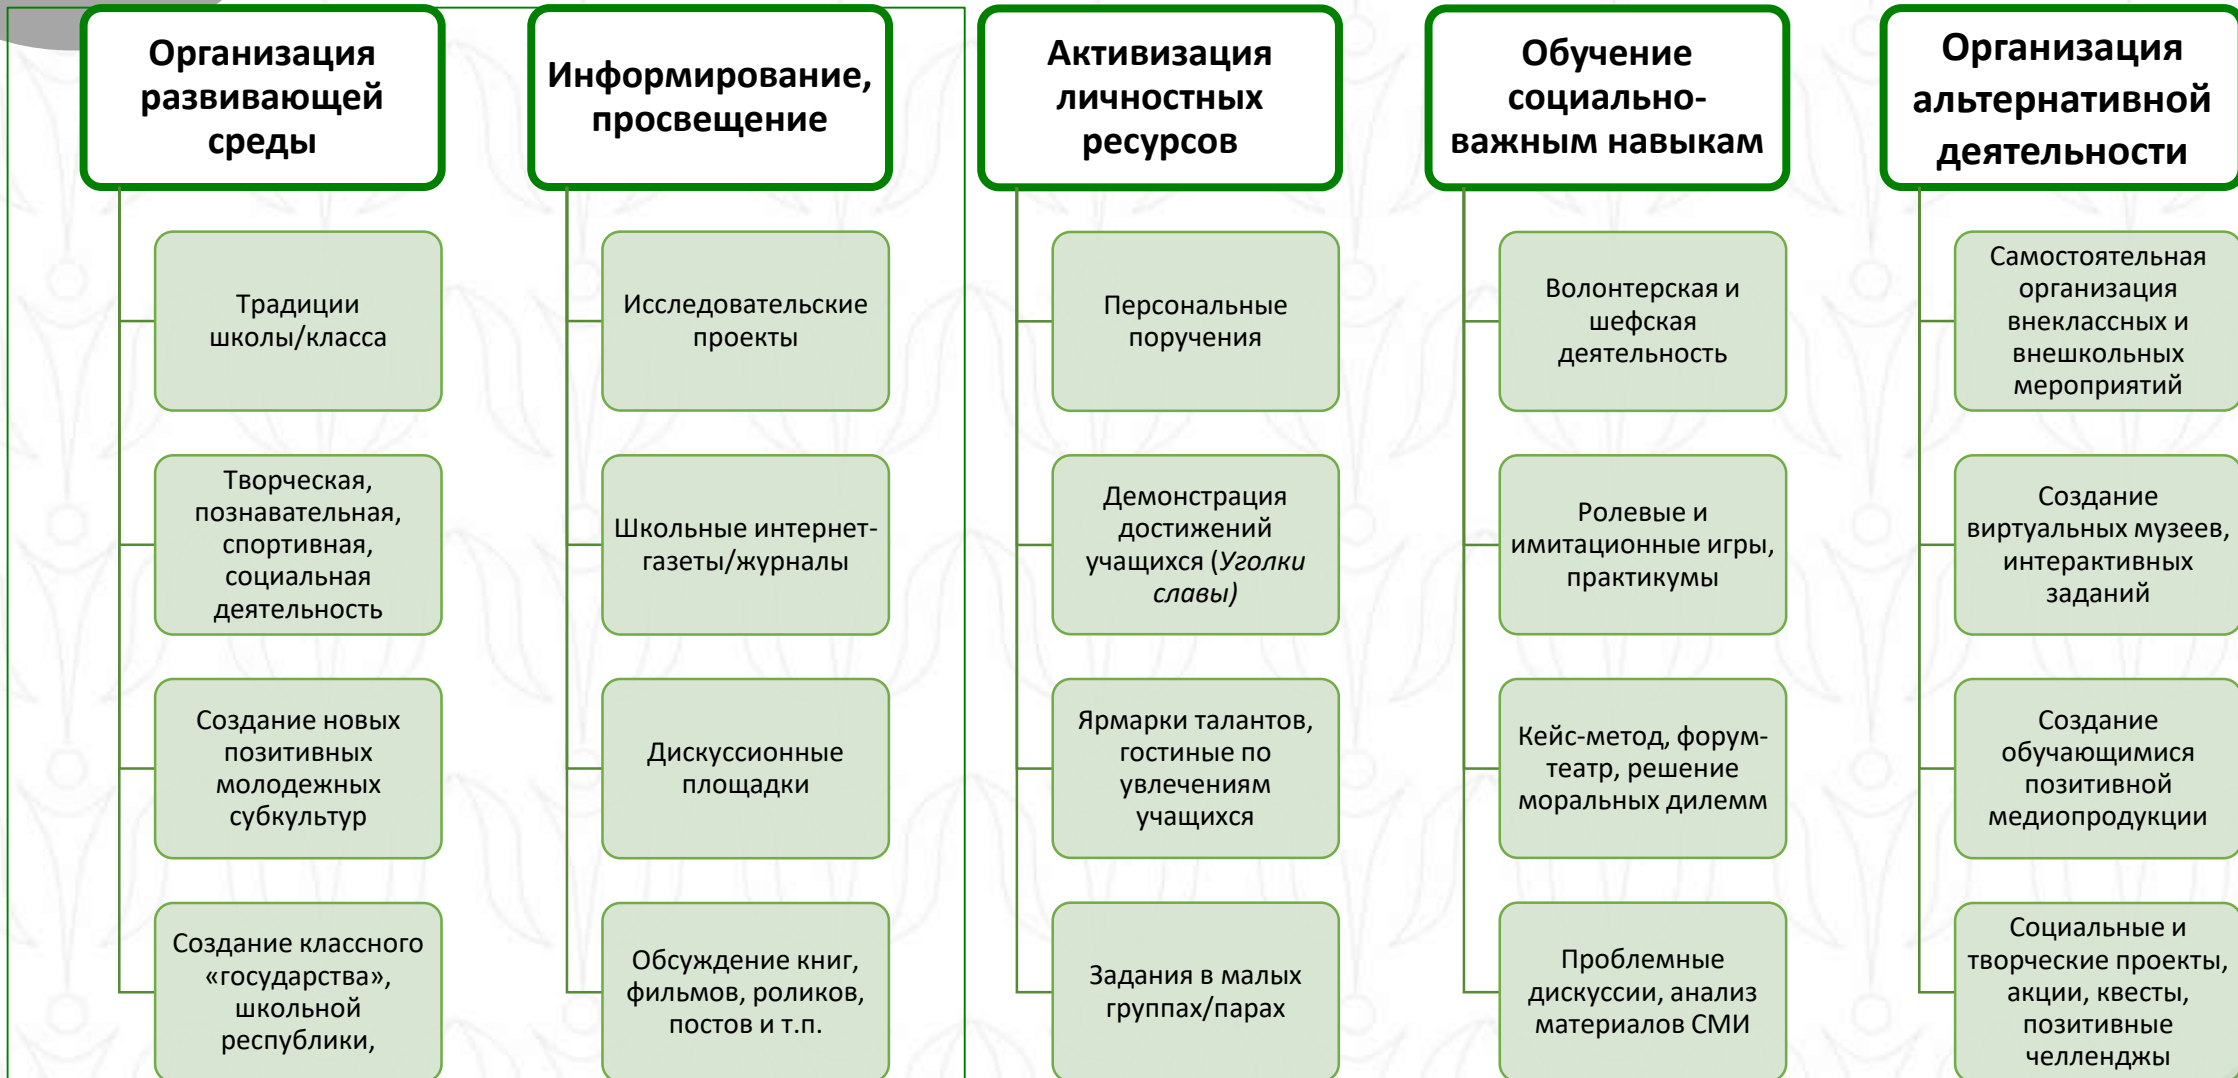 Организация
развивающей
среды
Традиции
школы/класса
Творческая,
познавательная,
спортивная,
социальная
деятельность
Создание новых
позитивных
молодежных
субкультур
Создание классного
«государства»,
школьной
республики,
Информирование,
просвещение
Исследовательские
проекты
Школьные интернет-
газеты/журналы
Дискуссионные
площадки
Обсуждение книг,
фильмов, роликов,
постов и т.п.
Активизация
личностных
ресурсов
Персональные
поручения
Демонстрация
достижений
учащихся (Уголки
славы)
Ярмарки талантов,
гостиные по
увлечениям
учащихся
Задания в малых
группах/парах
Обучение
социально-
важным навыкам
Волонтерская и
шефская
деятельность
Ролевые и
имитационные игры,
практикумы
Кейс-метод, форум-
театр, решение
моральных дилемм
Проблемные
дискуссии, анализ
материалов СМИ
Организация
альтернативной
деятельности
Самостоятельная
организация
внеклассных и
внешкольных
мероприятий
Создание
виртуальных музеев,
интерактивных
заданий
Создание
обучающимися
позитивной
медиопродукции
Социальные и
творческие проекты,
акции, квесты,
позитивные
челленджы